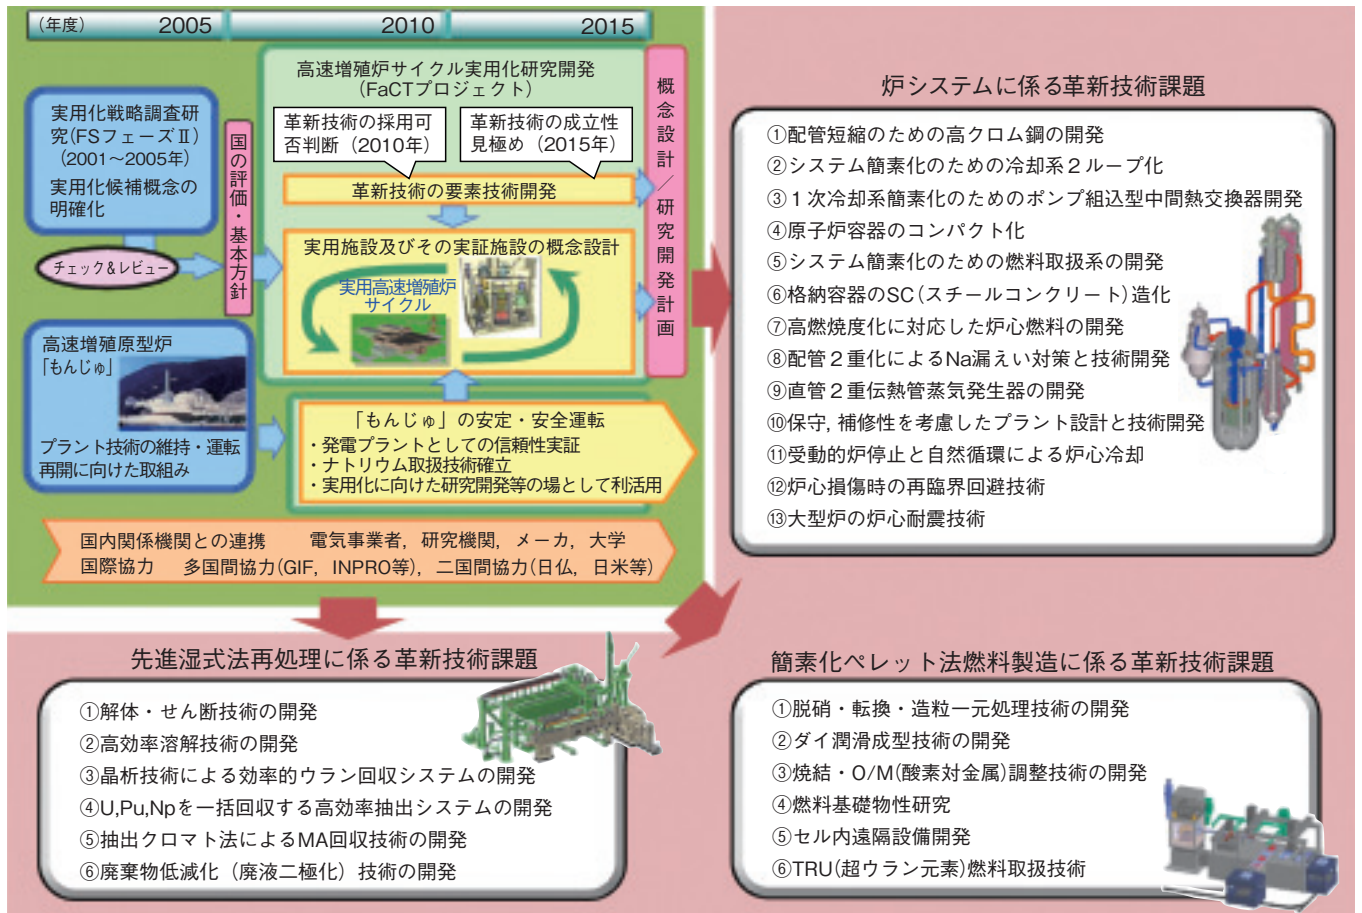 (年度)
2005
2010
2015
高速増殖炉サイクル実用化研究開発
(FaCTプロジェクト)
実用化戦略調査研
究(FSフェーズⅡ)
(2001～2005年)
実用化候補概念の
明確化
チェック&レビュー
国の評価・基本方針
革新技術の採用可
否判断(2010年)
革新技術の成立性
見極め(2015年)
革新技術の要素技術開発
実用施設及びその実証施設の概念設計
実用高速増殖炉
サイクル
概念設計/研究開発計画
高速増殖原型炉
「もんじゅ」
プラント技術の維持・運転
再開に向けた取組み
「もんじゅ」の安定・安全運転
・発電プラントとしての信頼性実証
・ナトリウム取扱技術確立
・実用化に向けた研究開発等の場として利活用
国内関係機関との連携 電気事業者，研究機関，メーカ，大学
国際協力 多国間協力(GIF，INPRO等)，二国間協力(日仏，日米等)
炉システムに係る革新技術課題
①配管短縮のための高クロム鋼の開発
②システム簡素化のための冷却系２ループ化
③１次冷却系簡素化のためのポンプ組込型中間熱交換器開発
④原子炉容器のコンパクト化
⑤システム簡素化のための燃料取扱系の開発
⑥格納容器のSC(スチールコンクリート)造化
⑦高燃焼度化に対応した炉心燃料の開発
⑧配管２重化によるNa漏えい対策と技術開発
⑨直管２重伝熱管蒸気発生器の開発
⑩保守，補修性を考慮したプラント設計と技術開発
⑪受動的炉停止と自然循環による炉心冷却
⑫炉心損傷時の再臨界回避技術
⑬大型炉の炉心耐震技術
先進湿式法再処理に係る革新技術課題
①解体・せん断技術の開発
②高効率溶解技術の開発
③晶析技術による効率的ウラン回収システムの開発
④U,Pu,Npを一括回収する高効率抽出システムの開発
⑤抽出クロマト法によるMA回収技術の開発
⑥廃棄物低減化(廃液二極化)技術の開発
簡素化ペレット法燃料製造に係る革新技術課題
①脱硝・転換・造粒一元処理技術の開発
②ダイ潤滑成型技術の開発
③焼結・O/M(酸素対金属)調整技術の開発
④燃料基礎物性研究
⑤セル内遠隔設備開発
⑥TRU(超ウラン元素)燃料取扱技術